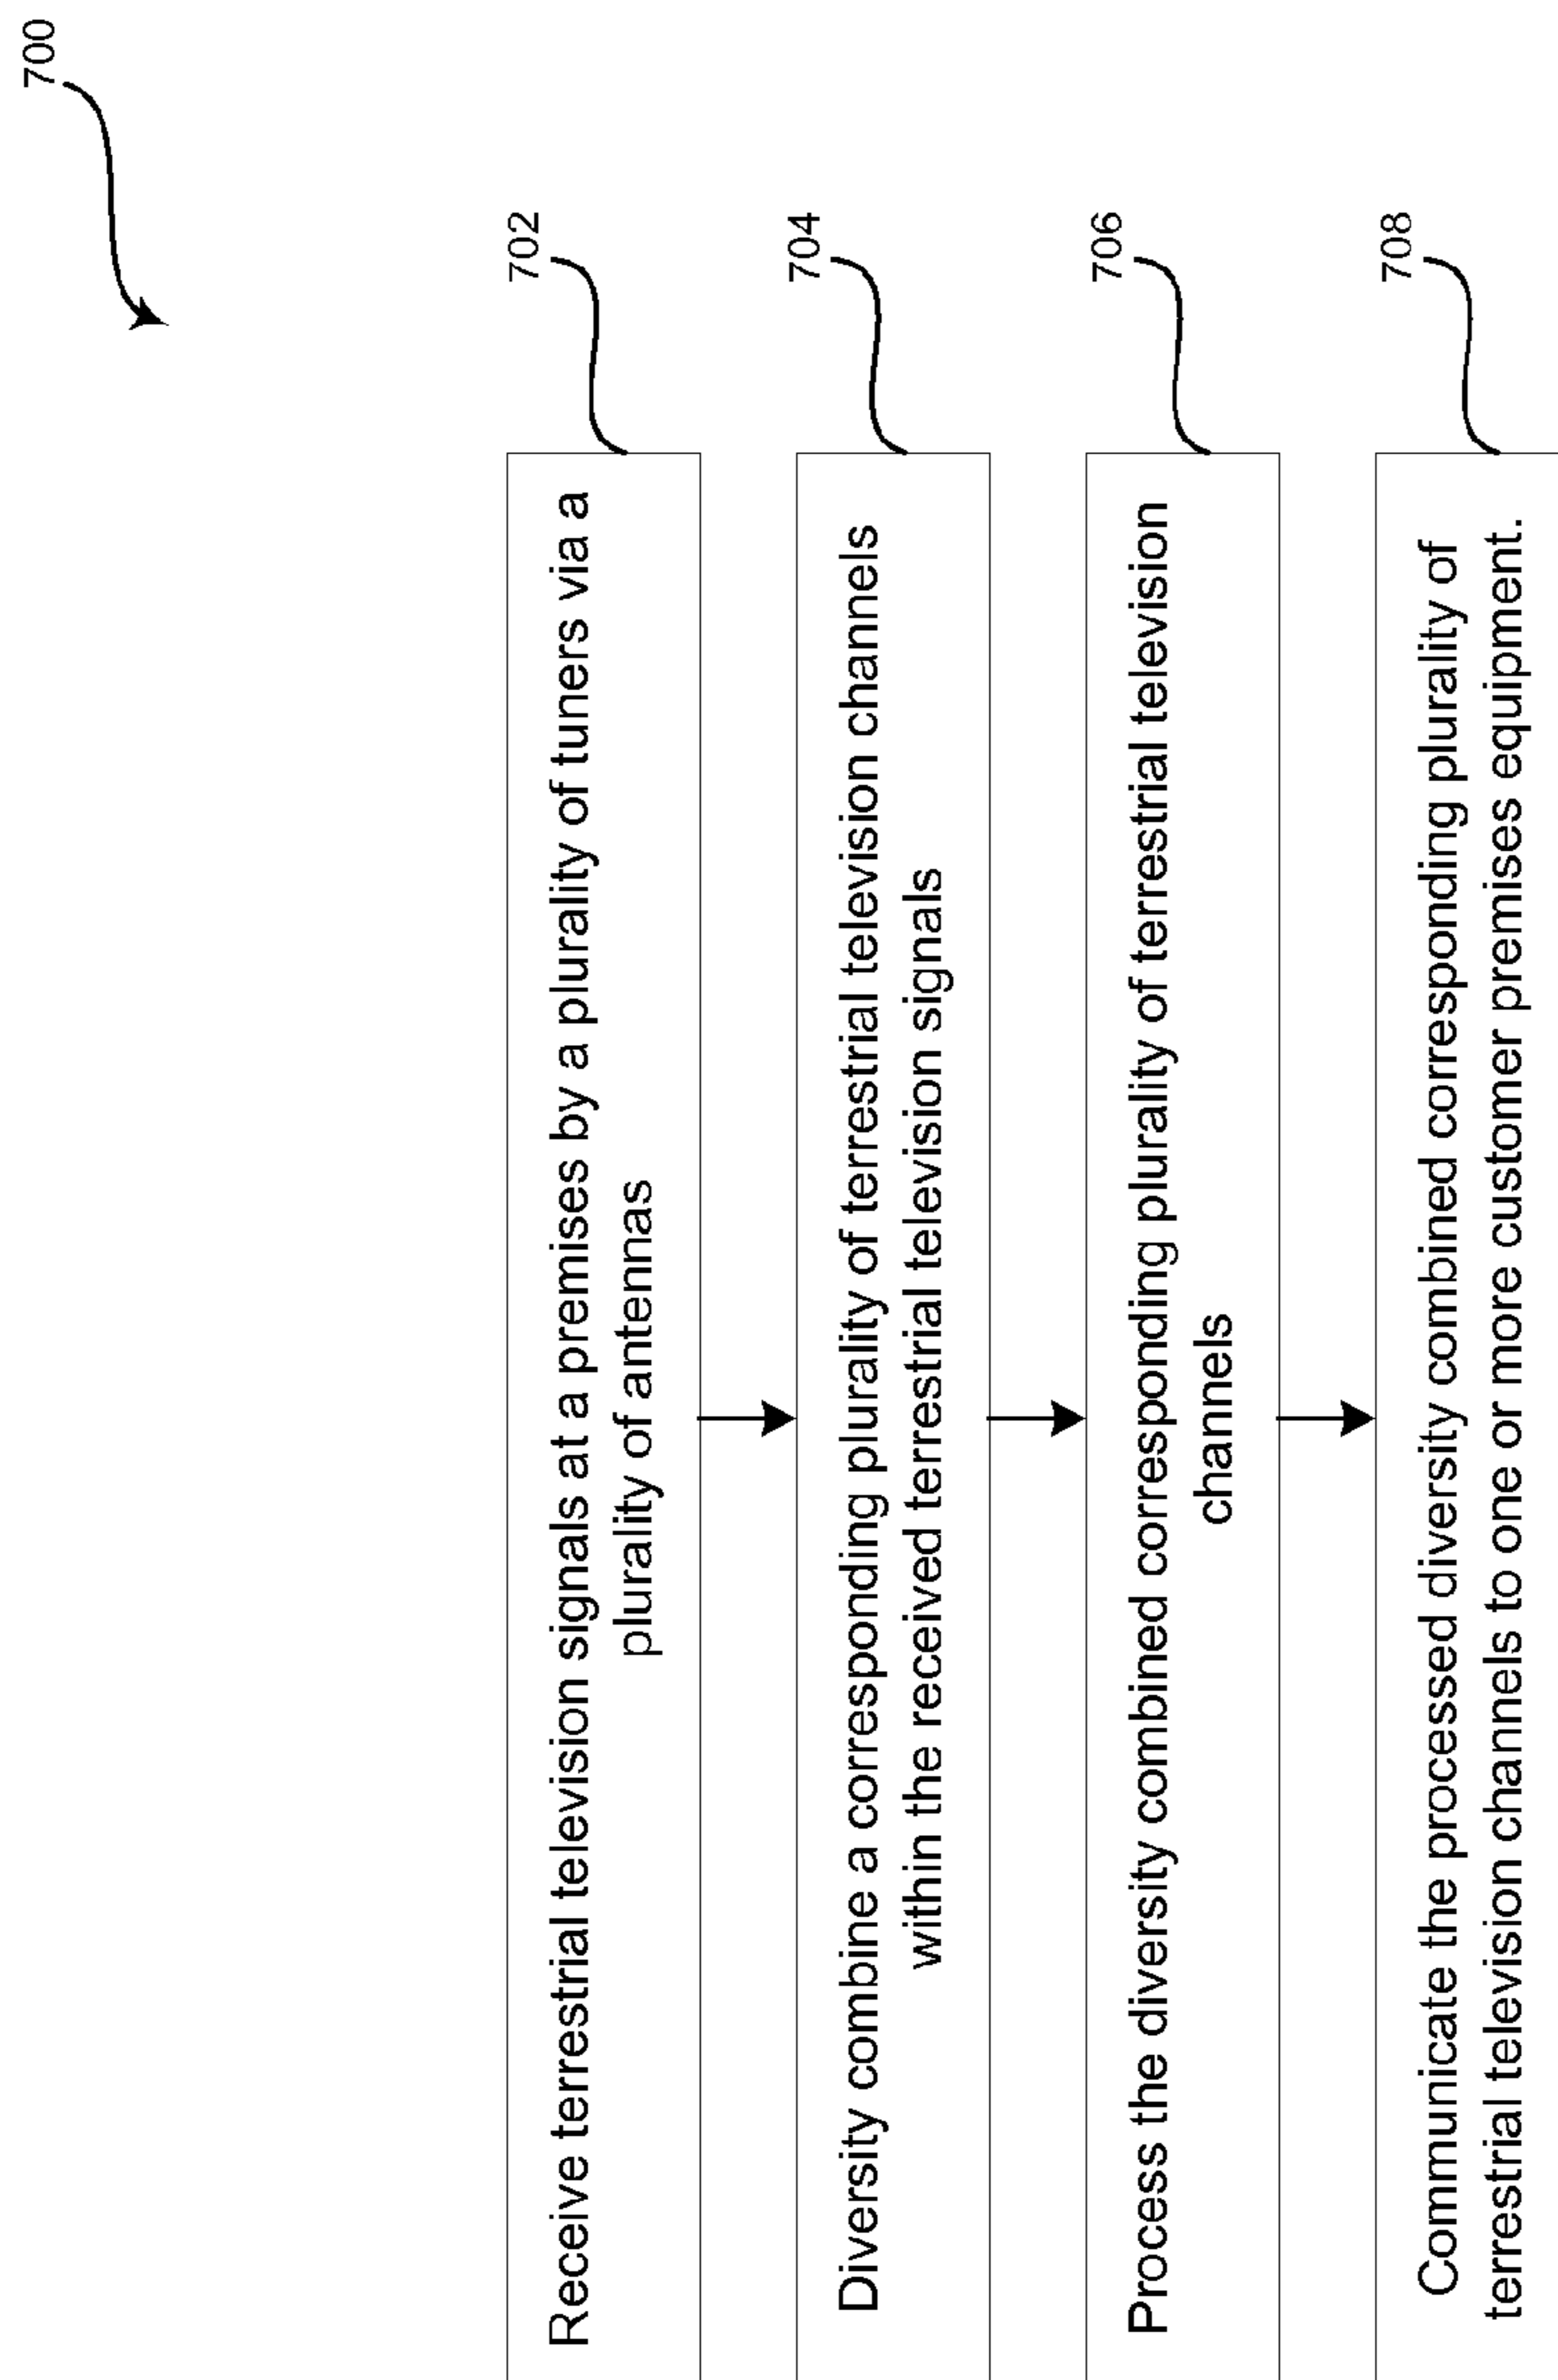 700
702
Receive terrestrial television signals at a premises by a plurality of tuners via a
plurality of antennas
704
Diversity combine a corresponding plurality of terrestrial television channels
within the received terrestrial television signals
706
Process the diversity combined corresponding plurality of terrestrial television
channels
708
Communicate the processed diversity combined corresponding plurality of
terrestrial television channels to one or more customer premises equipment.